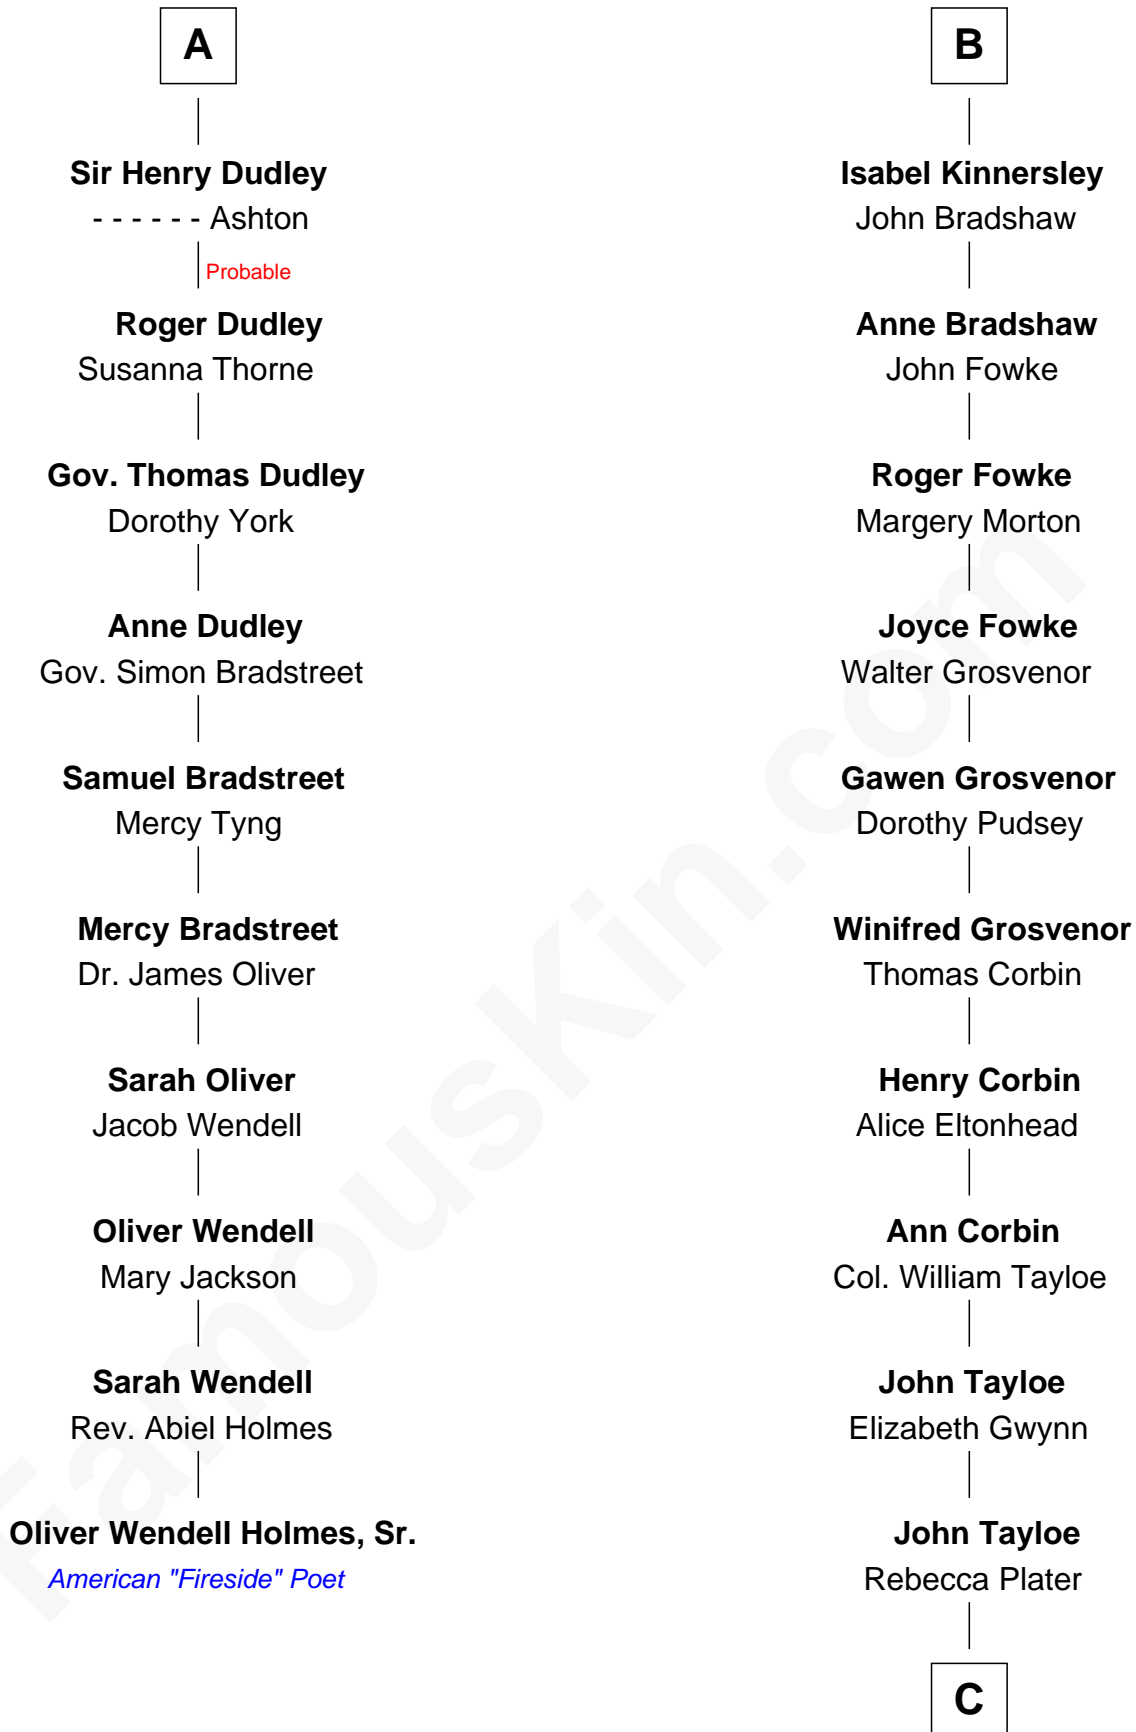 A
Sir Henry Dudley
- - - - - - Ashton
Probable
Roger Dudley
Susanna Thorne
Gov. Thomas Dudley
Dorothy York
Anne Dudley
Gov. Simon Bradstreet
Samuel Bradstreet
Mercy Tyng
Mercy Bradstreet
Dr. James Oliver
Sarah Oliver
Jacob Wendell
Oliver Wendell
Mary Jackson
Sarah Wendell
Rev. Abiel Holmes
Oliver Wendell Holmes, Sr.
American "Fireside" Poet
B
Isabel Kinnersley
John Bradshaw
Anne Bradshaw
John Fowke
Roger Fowke
Margery Morton
Joyce Fowke
Walter Grosvenor
Gawen Grosvenor
Dorothy Pudsey
Winifred Grosvenor
Thomas Corbin
Henry Corbin
Alice Eltonhead
Ann Corbin
Col. William Tayloe
John Tayloe
Elizabeth Gwynn
John Tayloe
Rebecca Plater
C
FamousKin.com